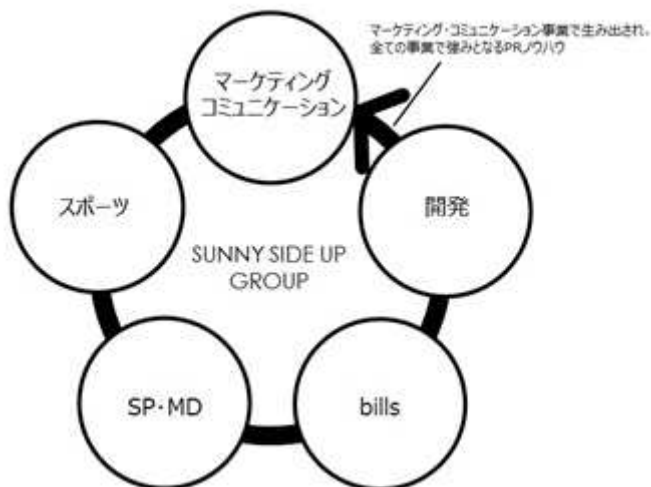 マーケティング・コミュニケーション事業で生み出され、
全ての事業で強みとなるPRノウハウ
マーケティング
コミュニケーション
スポーツ
開発
SUNNY SIDE UP
GROUP
SP・MD
bills